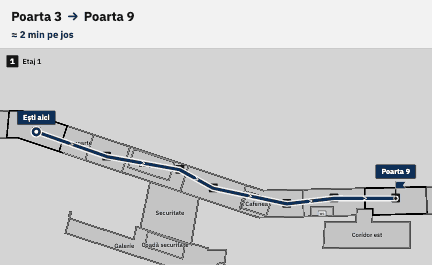 Poarta 3 → Poarta 9
≈ 2 min pe jos
1 Etaj 1
Ești aici
Poarta 9
Cafenea
Securitate
Coridor est
Galerie
Coadă securitate